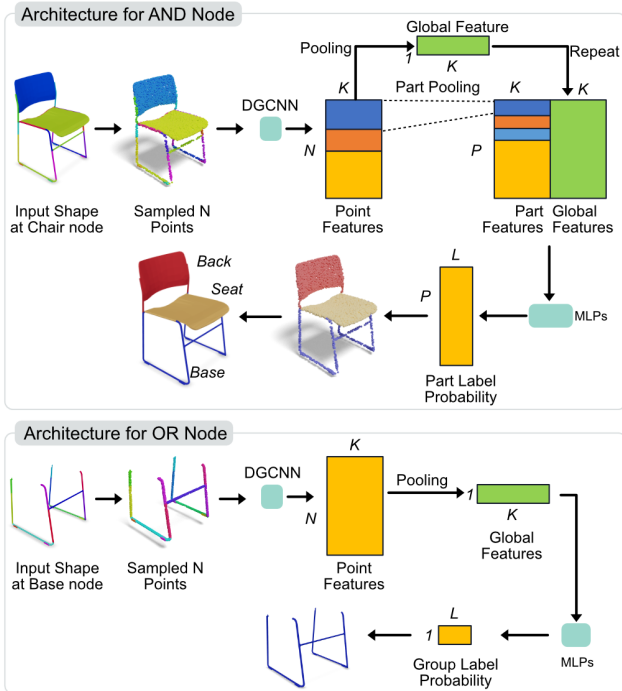 Architecture for AND Node
Global Feature
Pooling
1
K
Repeat
K
Part Pooling
K
K
DGCNN
N
P
Input Shape
at Chair node
Sampled N
Points
Point
Features
Part
Features
Global
Features
Back
Seat
Base
L
P
MLPs
Part Label
Probability
Architecture for OR Node
K
DGCNN
Pooling
N
1
K
Global
Features
Input Shape
at Base node
Sampled N
Points
Point
Features
L
1
Group Label
Probability
MLPs